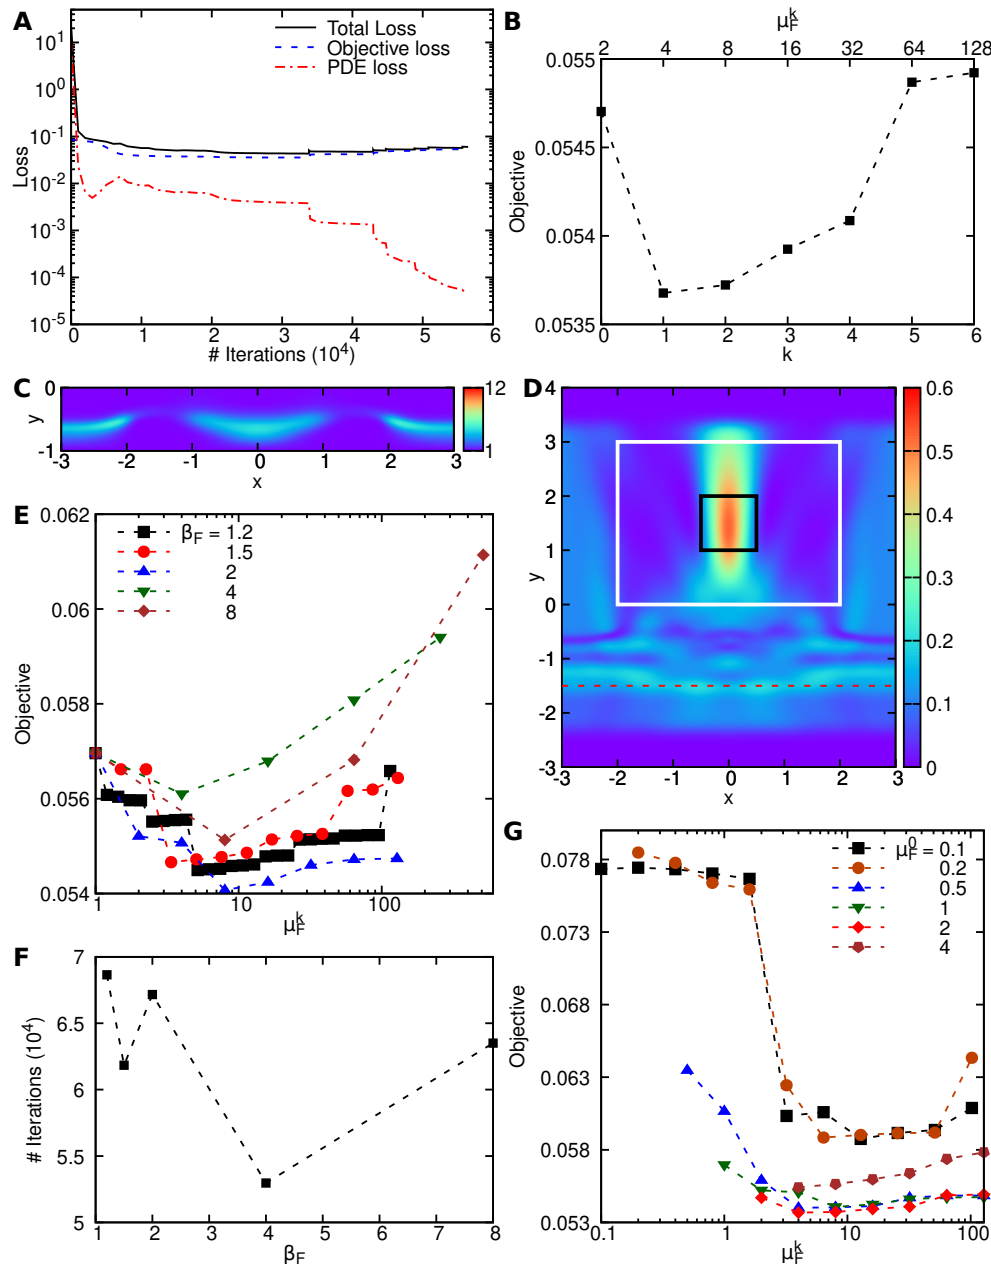 A
Total Loss
Objective loss
PDE loss
10^1
10^0
10^-1
10^-2
10^-3
10^-4
10^-5
Loss
0 1 2 3 4 5 6
# Iterations (10^4)
B
μ_F^k
2 4 8 16 32 64 128
0.055
0.0545
0.054
0.0535
Objective
0 1 2 3 4 5 6
k
C
0
-1
y
-3 -2 -1 0 1 2 3
x
12
1
D
4
3
2
1
0
-1
-2
-3
y
-3 -2 -1 0 1 2 3
x
0.6
0.5
0.4
0.3
0.2
0.1
0
E
β_F = 1.2
1.5
2
4
8
0.062
0.06
0.058
0.056
0.054
Objective
1 10 100
μ_F^k
F
7
6.5
6
5.5
5
# Iterations (10^4)
1 2 3 4 5 6 7 8
β_F
G
μ_F^0 = 0.1
0.2
0.5
1
2
4
0.078
0.073
0.068
0.063
0.058
0.053
Objective
0.1 1 10 100
μ_F^k